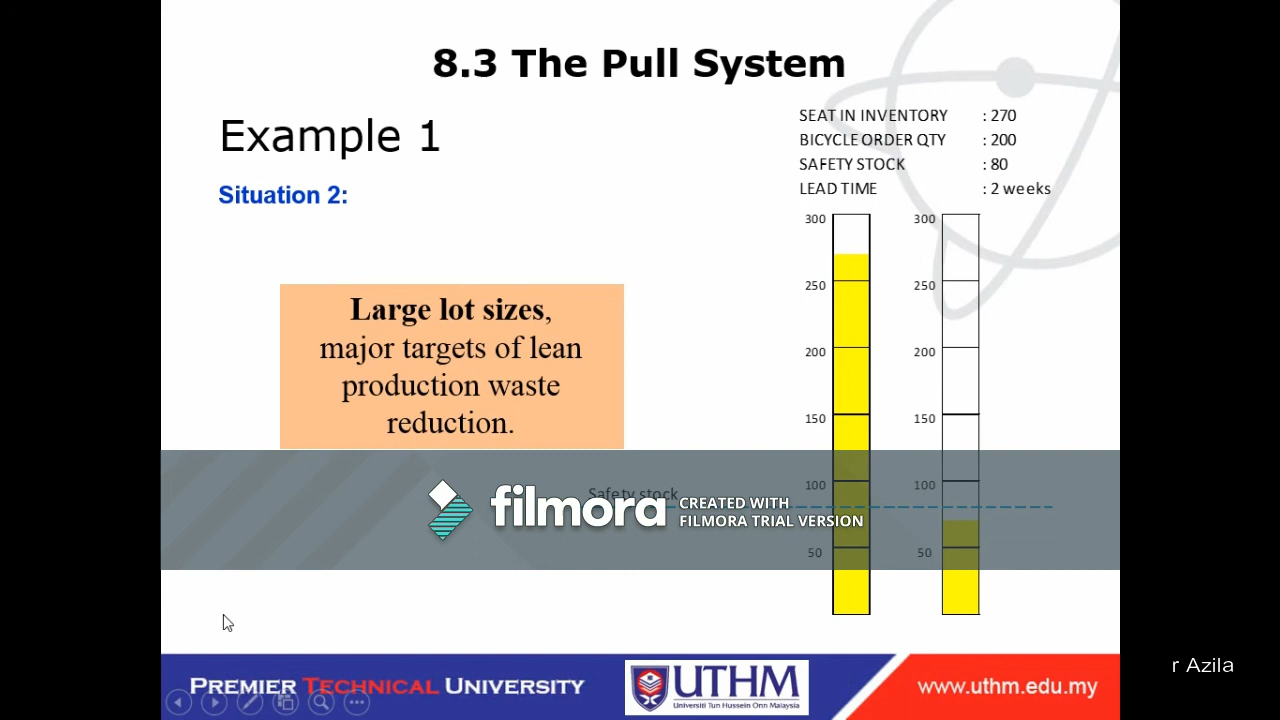 8.3 The Pull System
Example 1
Situation 2:
SEAT IN INVENTORY : 270
BICYCLE ORDER QTY : 200
SAFETY STOCK : 80
LEAD TIME : 2 weeks
Large lot sizes,
major targets of lean
production waste
reduction.
300 300
250 250
200 200
150 150
100 100
50 50
Safety stock
filmora
CREATED WITH
FILMORA TRIAL VERSION
PREMIER TECHNICAL UNIVERSITY
UTHM
Universiti Tun Hussein Onn Malaysia
www.uthm.edu.my
r Azila